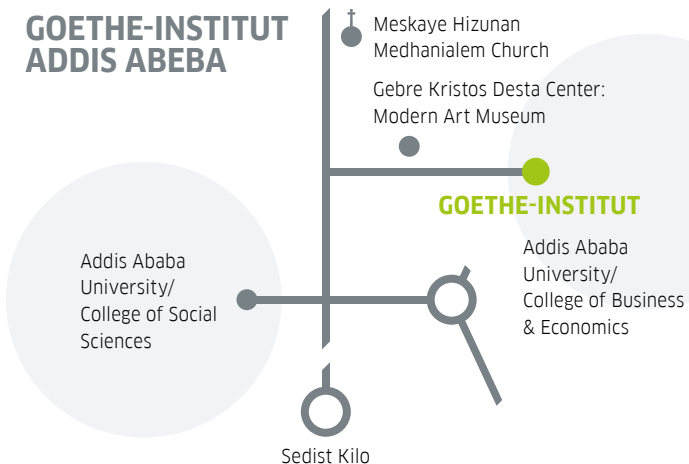 GOETHE-INSTITUT
ADDIS ABEBA
Meskaye Hizunan
Medhanialem Church
Gebre Kristos Desta Center:
Modern Art Museum
GOETHE-INSTITUT
Addis Ababa
University/
College of Business
& Economics
Addis Ababa
University/
College of Social
Sciences
Sedist Kilo